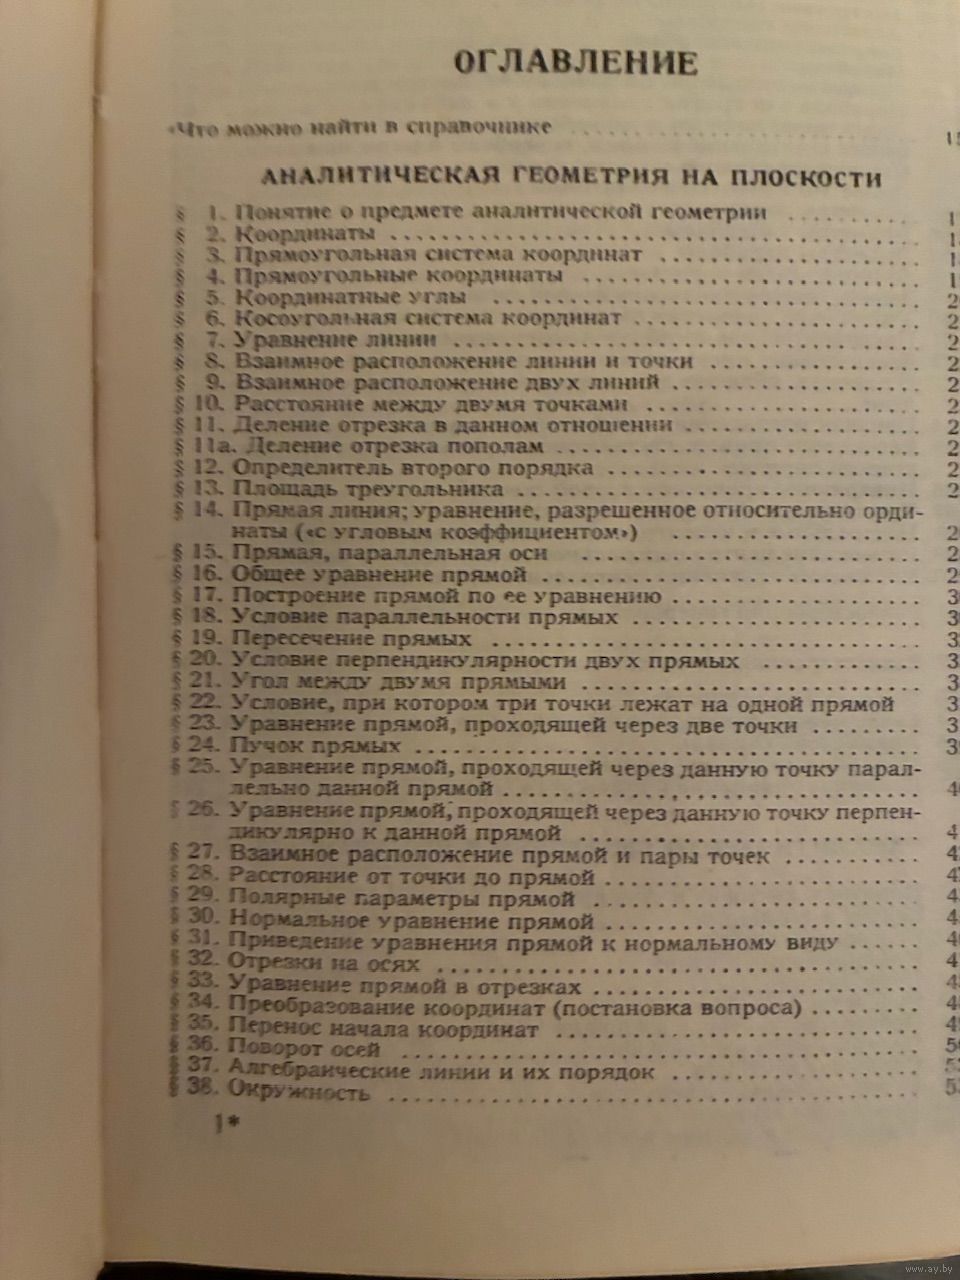 ОГЛАВЛЕНИЕ
Что можно найти в справочнике
АНАЛИТИЧЕСКАЯ ГЕОМЕТРИЯ НА ПЛОСКОСТИ
§ 1. Понятие о предмете аналитической геометрии
§ 2. Координаты
§ 3. Прямоугольная система координат
§ 4. Прямоугольные координаты
§ 5. Координатные углы
§ 6. Косоугольная система координат
§ 7. Уравнение линии
§ 8. Взаимное расположение линии и точки
§ 9. Взаимное расположение двух линий
§ 10. Расстояние между двумя точками
§ 11. Деление отрезка в данном отношении
§ 11а. Деление отрезка пополам
§ 12. Определитель второго порядка
§ 13. Площадь треугольника
§ 14. Прямая линия; уравнение, разрешенное относительно орди-
наты («с угловым коэффициентом»)
§ 15. Прямая, параллельная оси
§ 16. Общее уравнение прямой
§ 17. Построение прямой по ее уравнению
§ 18. Условие параллельности прямых
§ 19. Пересечение прямых
§ 20. Условие перпендикулярности двух прямых
§ 21. Угол между двумя прямыми
§ 22. Условие, при котором три точки лежат на одной прямой
§ 23. Уравнение прямой, проходящей через две точки
§ 24. Пучок прямых
§ 25. Уравнение прямой, проходящей через данную точку парал-
лельно данной прямой
§ 26. Уравнение прямой, проходящей через данную точку перпен-
дикулярно к данной прямой
§ 27. Взаимное расположение прямой и пары точек
§ 28. Расстояние от точки до прямой
§ 29. Полярные параметры прямой
§ 30. Нормальное уравнение прямой
§ 31. Приведение уравнения прямой к нормальному виду
§ 32. Отрезки на осях
§ 33. Уравнение прямой в отрезках
§ 34. Преобразование координат (постановка вопроса)
§ 35. Перенос начала координат
§ 36. Поворот осей
§ 37. Алгебраические линии и их порядок
§ 38. Окружность
1*
www.ay.by